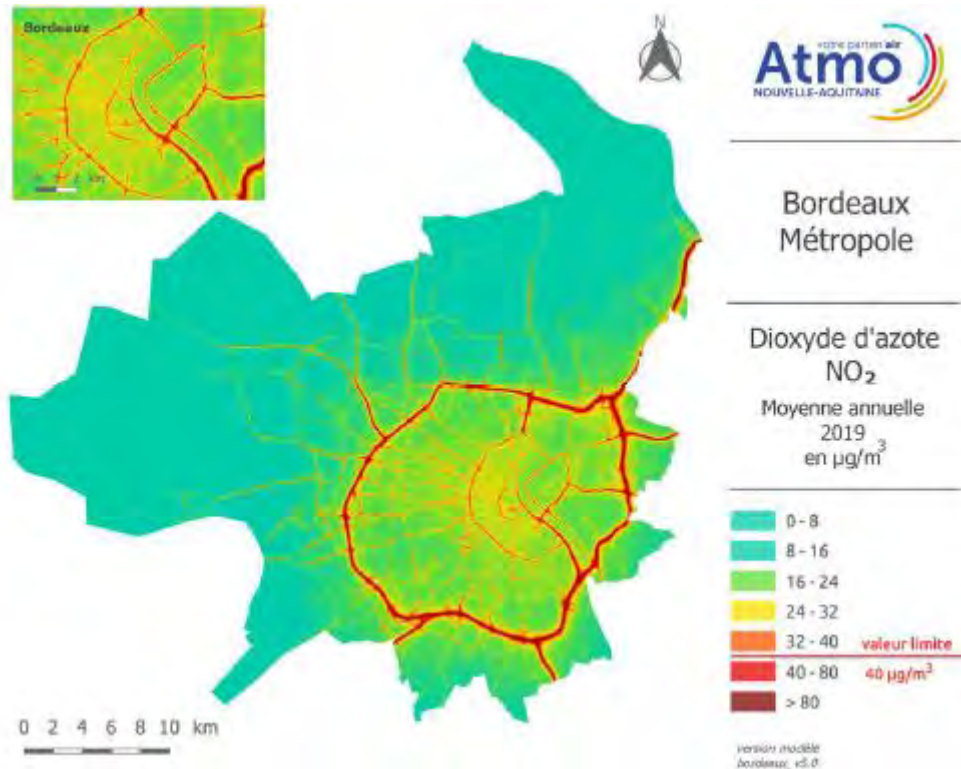 Bordeaux
km
N
votre parten'air
Atmo
NOUVELLE-AQUITAINE
Bordeaux
Métropole
Dioxyde d'azote
NO₂
Moyenne annuelle
2019
en µg/m³
0 - 8
8 - 16
16 - 24
24 - 32
32 - 40 valeur limite
40 - 80 40 µg/m³
> 80
0 2 4 6 8 10 km
version modèle
bordeaux_v5.0